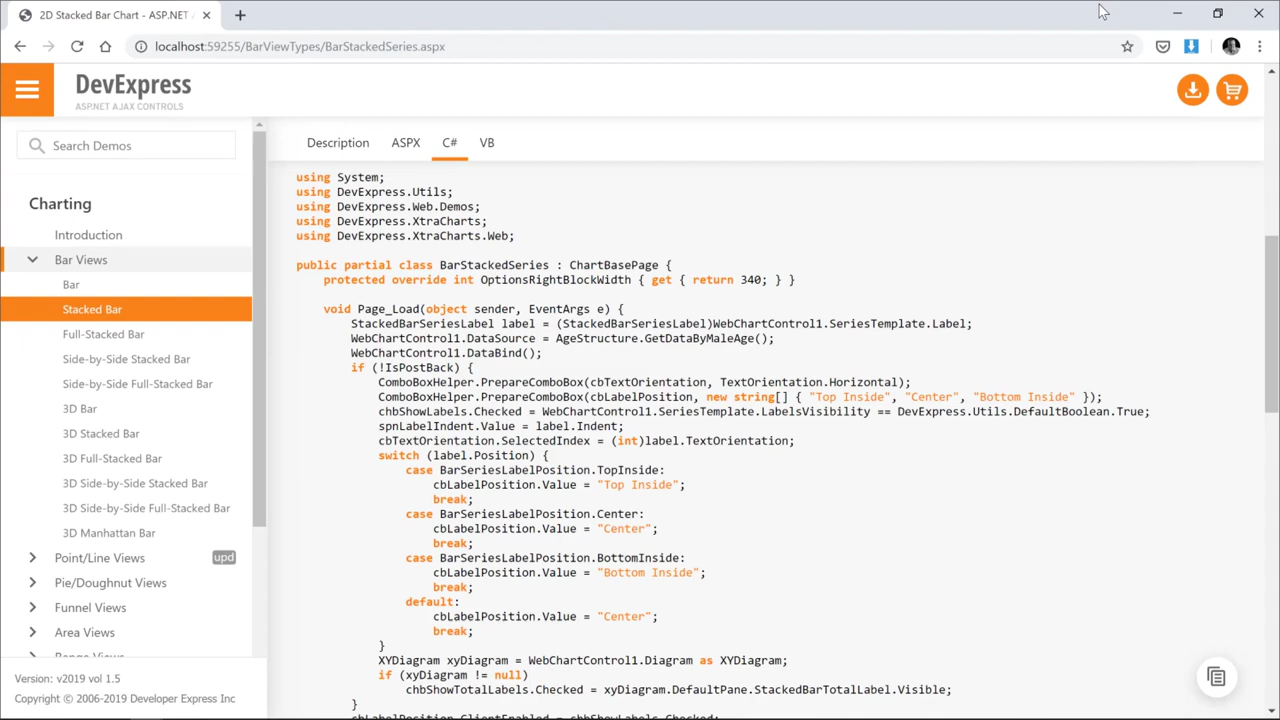 2D Stacked Bar Chart - ASP.NET
localhost:59255/BarViewTypes/BarStackedSeries.aspx
DevExpress
ASP.NET AJAX CONTROLS
Search Demos
Charting
Introduction
Bar Views
Bar
Stacked Bar
Full-Stacked Bar
Side-by-Side Stacked Bar
Side-by-Side Full-Stacked Bar
3D Bar
3D Stacked Bar
3D Full-Stacked Bar
3D Side-by-Side Stacked Bar
3D Side-by-Side Full-Stacked Bar
3D Manhattan Bar
Point/Line Views upd
Pie/Doughnut Views
Funnel Views
Area Views
Range Views
Version: v2019 vol 1.5
Copyright © 2006-2019 Developer Express Inc
Description ASPX C# VB
using System;
using DevExpress.Utils;
using DevExpress.Web.Demos;
using DevExpress.XtraCharts;
using DevExpress.XtraCharts.Web;
public partial class BarStackedSeries : ChartBasePage {
protected override int OptionsRightBlockWidth { get { return 340; } }
void Page_Load(object sender, EventArgs e) {
StackedBarSeriesLabel label = (StackedBarSeriesLabel)WebChartControl1.SeriesTemplate.Label;
WebChartControl1.DataSource = AgeStructure.GetDataByMaleAge();
WebChartControl1.DataBind();
if (!IsPostBack) {
ComboBoxHelper.PrepareComboBox(cbTextOrientation, TextOrientation.Horizontal);
ComboBoxHelper.PrepareComboBox(cbLabelPosition, new string[] { "Top Inside", "Center", "Bottom Inside" });
chbShowLabels.Checked = WebChartControl1.SeriesTemplate.LabelsVisibility == DevExpress.Utils.DefaultBoolean.True;
spnLabelIndent.Value = label.Indent;
cbTextOrientation.SelectedIndex = (int)label.TextOrientation;
switch (label.Position) {
case BarSeriesLabelPosition.TopInside:
cbLabelPosition.Value = "Top Inside";
break;
case BarSeriesLabelPosition.Center:
cbLabelPosition.Value = "Center";
break;
case BarSeriesLabelPosition.BottomInside:
cbLabelPosition.Value = "Bottom Inside";
break;
default:
cbLabelPosition.Value = "Center";
break;
}
XYDiagram xyDiagram = WebChartControl1.Diagram as XYDiagram;
if (xyDiagram != null)
chbShowTotalLabels.Checked = xyDiagram.DefaultPane.StackedBarTotalLabel.Visible;
}
cbLabelPosition.ClientEnabled = chbShowLabels.Checked;